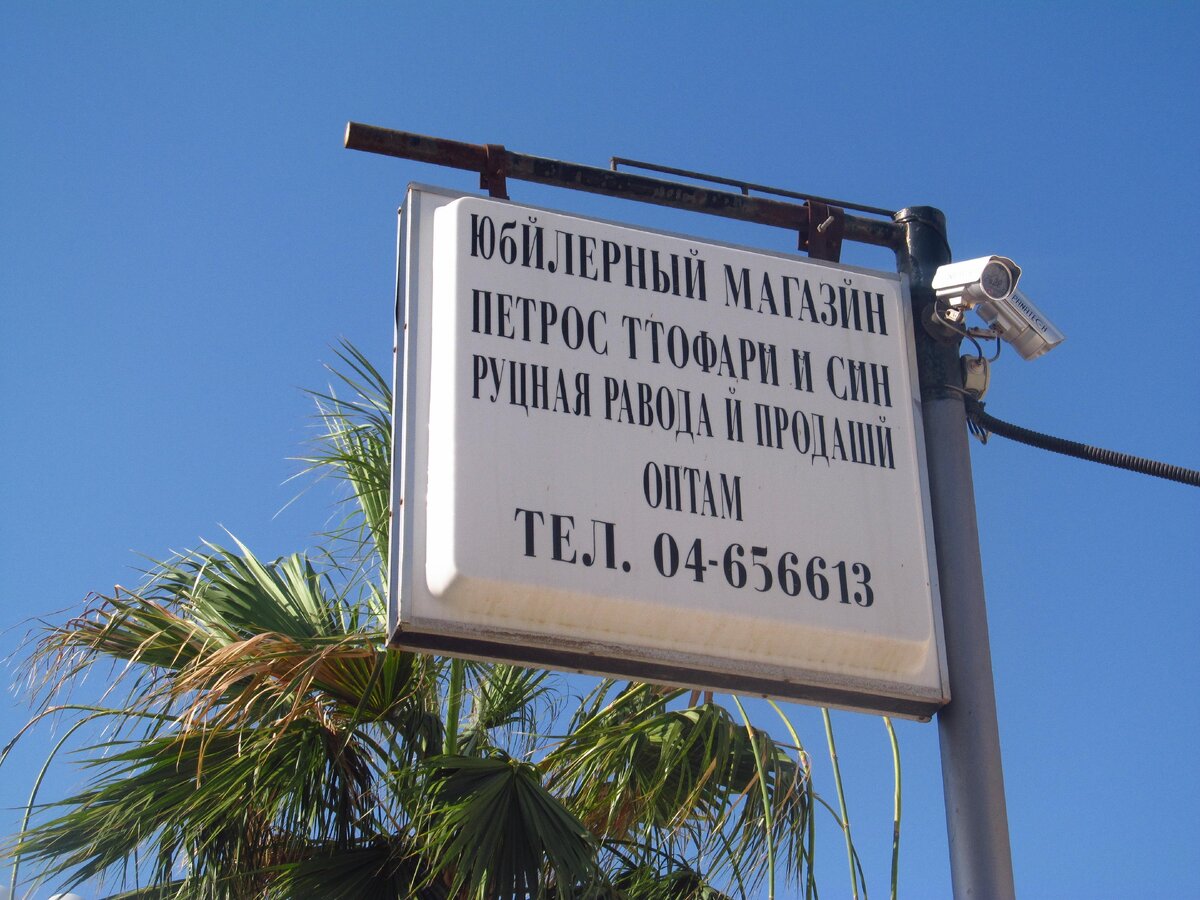 ЮбЙЛЕРНЫЙ МАГАЗЙН
ПЕТРОС ТТОФАРИ И СИН
РУЦНАЯ РАВОДА Й ПРОДАШЙ
ОПТАМ
ТЕЛ. 04-656613